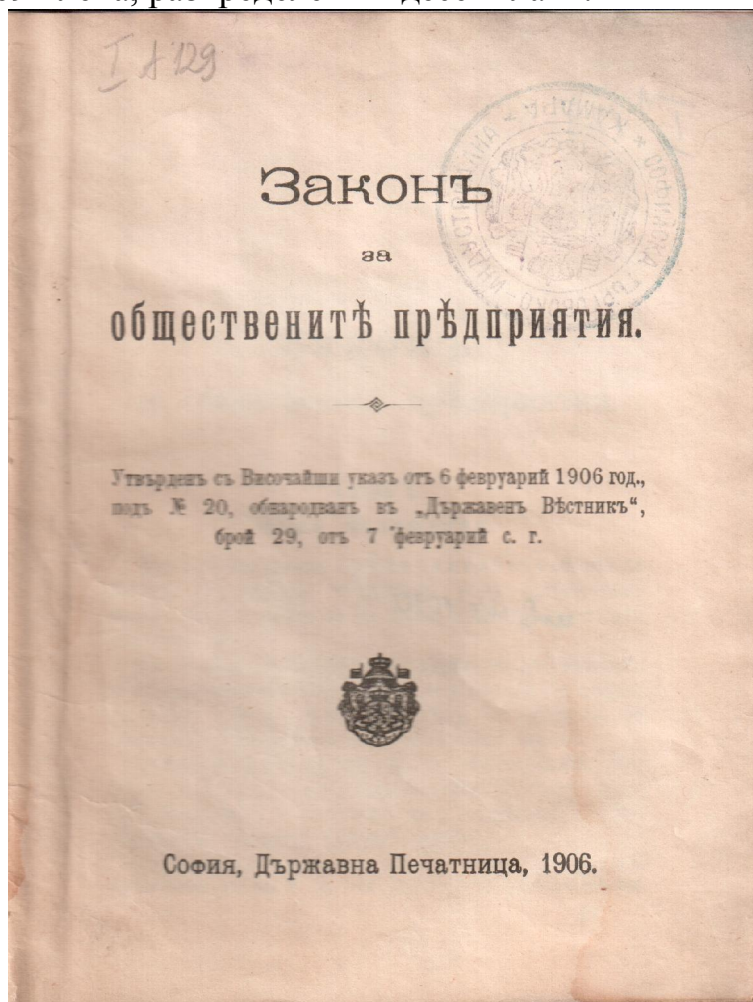 I A 129
Законъ
за
общественитѣ прѣдприятия.
Утвърденъ съ Височайши указъ отъ 6 февруарий 1906 год.,
подъ № 20, обнародванъ въ „Държавенъ Вѣстникъ“,
брой 29, отъ 7 февруарий с. г.
София, Държавна Печатница, 1906.